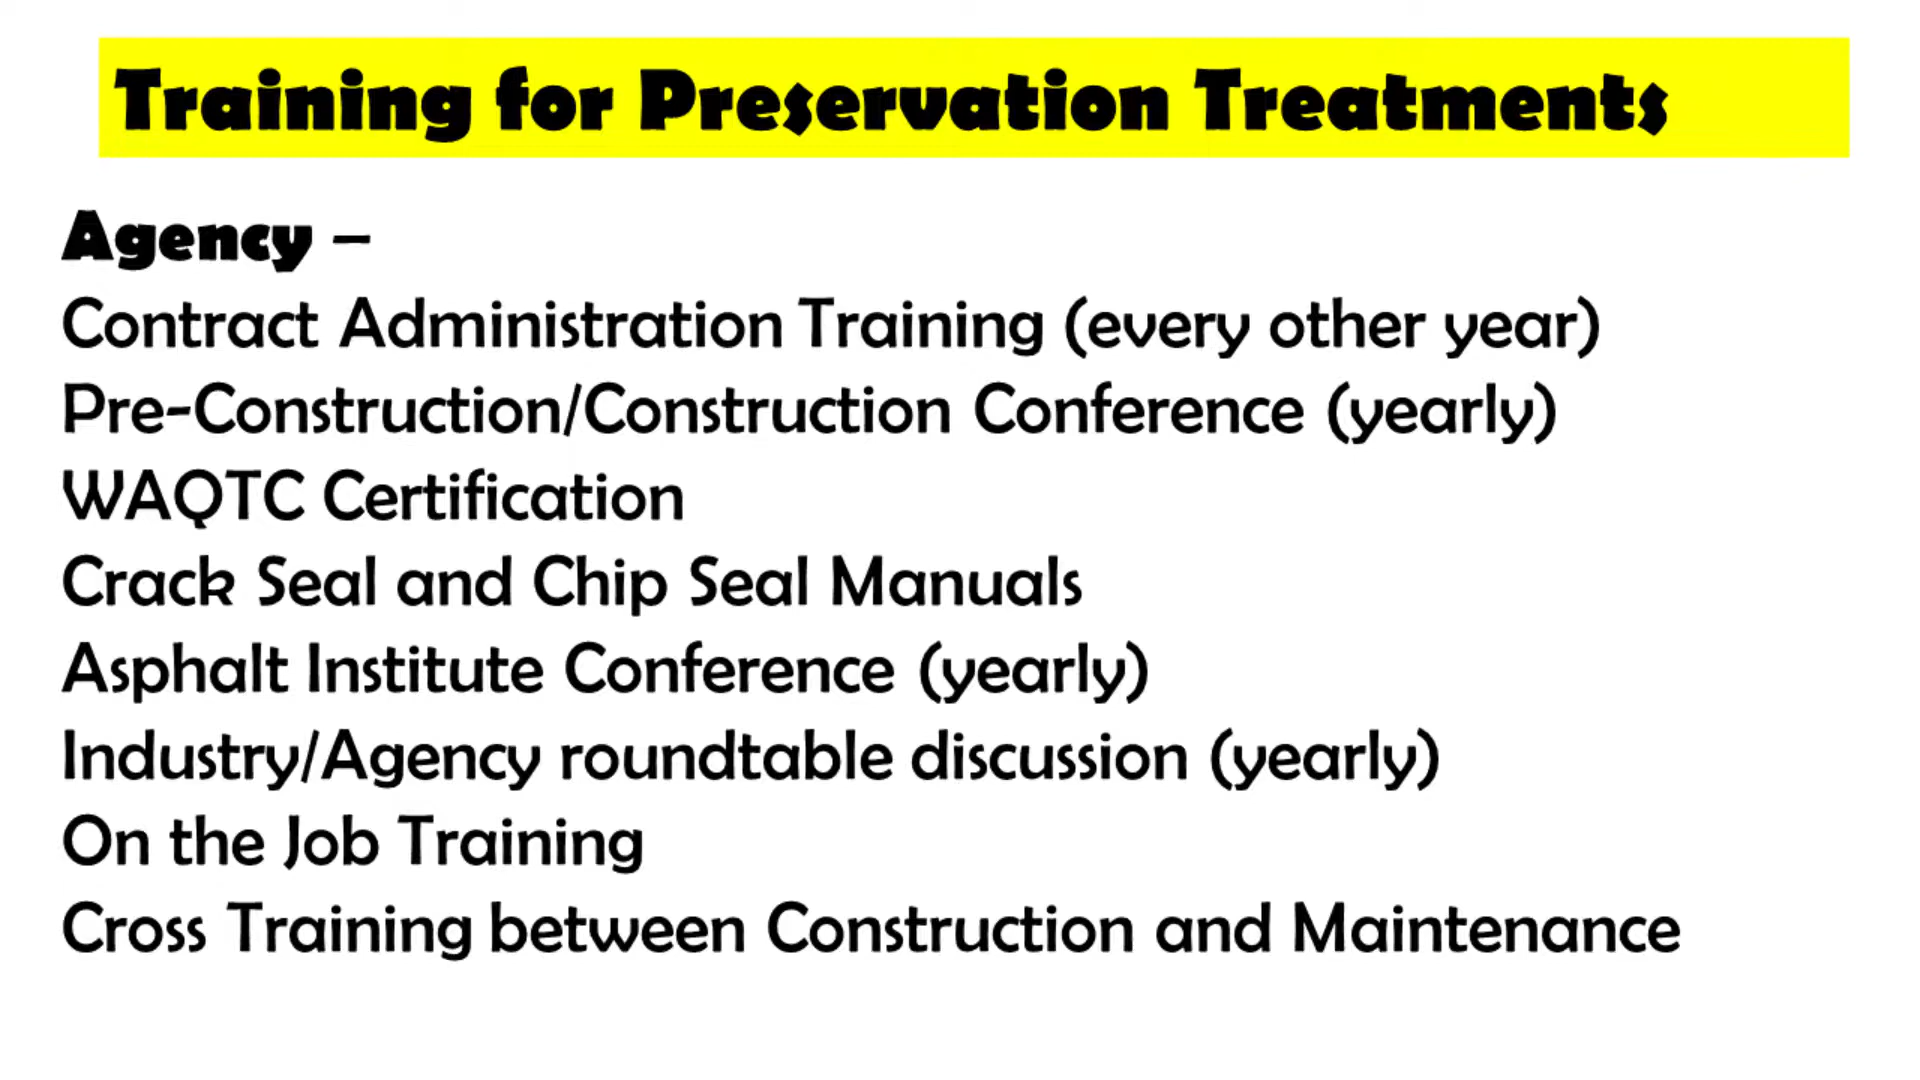 Training for Preservation Treatments
Agency –
Contract Administration Training (every other year)
Pre-Construction/Construction Conference (yearly)
WAQTC Certification
Crack Seal and Chip Seal Manuals
Asphalt Institute Conference (yearly)
Industry/Agency roundtable discussion (yearly)
On the Job Training
Cross Training between Construction and Maintenance